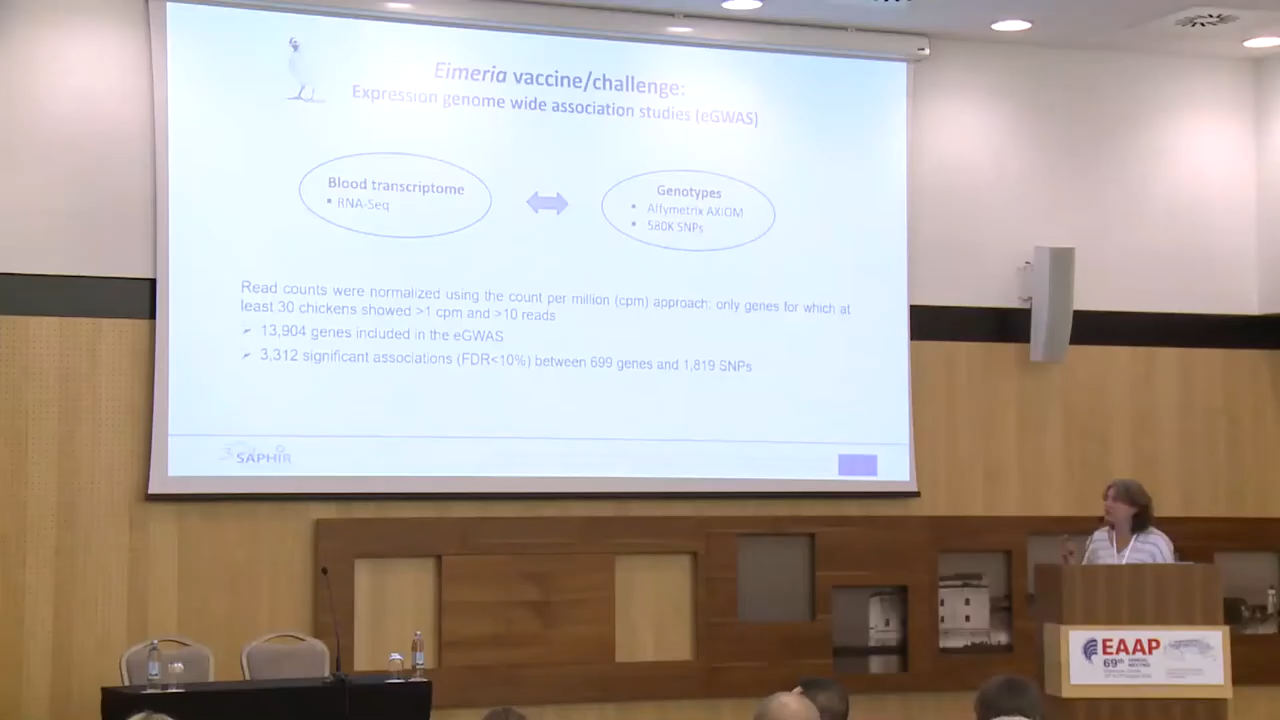 Eimeria vaccine/challenge:
Expression genome wide association studies (eGWAS)
Blood transcriptome
▪ RNA-Seq
Genotypes
• Affymetrix AXIOM
• 580K SNPs
Read counts were normalized using the count per million (cpm) approach: only genes for which at
least 30 chickens showed >1 cpm and >10 reads
➢ 13,904 genes included in the eGWAS
➢ 3,312 significant associations (FDR<10%) between 699 genes and 1,819 SNPs
SAPHIR
EAAP
69th ANNUAL
MEETING